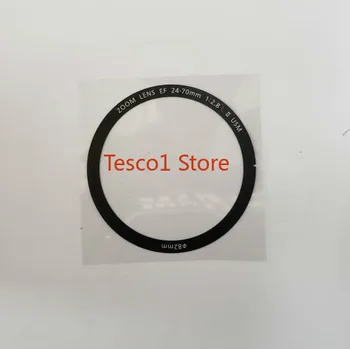 ZOOM LENS EF 24-70mm 1:2.8 II USM
Tesco1 Store
φ82mm